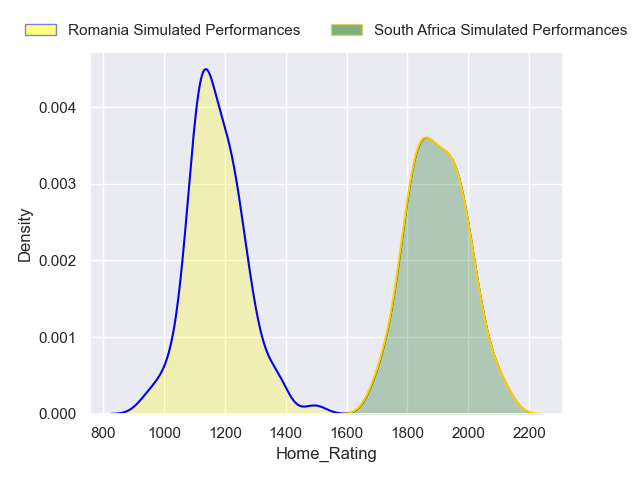 Romania Simulated Performances South Africa Simulated Performances
0.004
0.003
0.002
0.001
0.000
Density
800 1000 1200 1400 1600 1800 2000 2200
Home_Rating